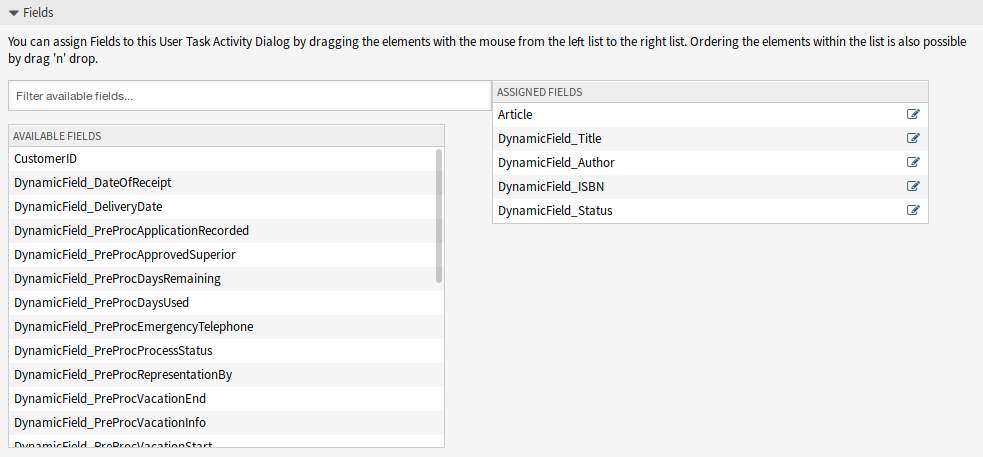 Fields
You can assign Fields to this User Task Activity Dialog by dragging the elements with the mouse from the left list to the right list. Ordering the elements within the list is also possible
by drag 'n' drop.
Filter available fields...
AVAILABLE FIELDS
CustomerID
DynamicField_DateOfReceipt
DynamicField_DeliveryDate
DynamicField_PreProcApplicationRecorded
DynamicField_PreProcApprovedSuperior
DynamicField_PreProcDaysRemaining
DynamicField_PreProcDaysUsed
DynamicField_PreProcEmergencyTelephone
DynamicField_PreProcProcessStatus
DynamicField_PreProcRepresentationBy
DynamicField_PreProcVacationEnd
DynamicField_PreProcVacationInfo
DynamicField_PreProcVacationStart
ASSIGNED FIELDS
Article
DynamicField_Title
DynamicField_Author
DynamicField_ISBN
DynamicField_Status